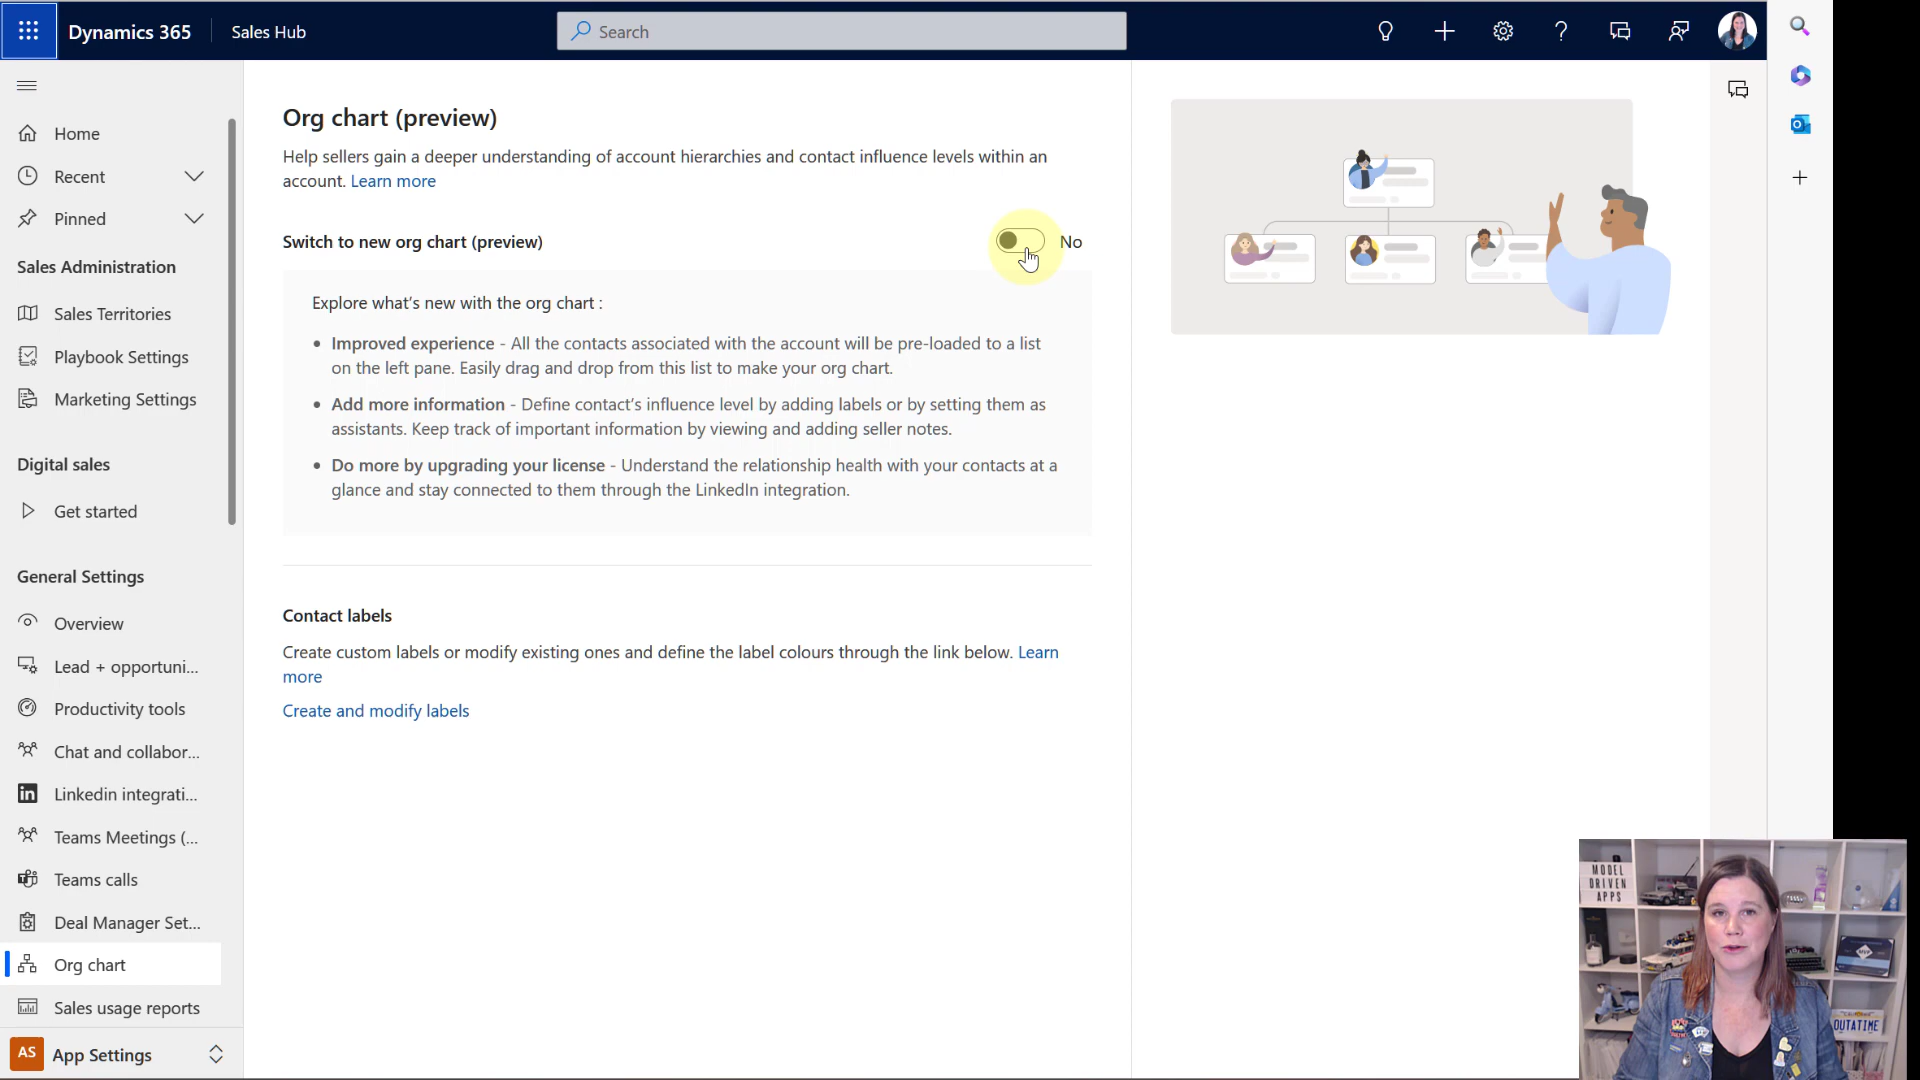 Dynamics 365
Sales Hub
Search
Home
Recent
Pinned
Sales Administration
Sales Territories
Playbook Settings
Marketing Settings
Digital sales
Get started
General Settings
Overview
Lead + opportuni...
Productivity tools
Chat and collabor...
Linkedin integrati...
Teams Meetings (...
Teams calls
Deal Manager Set...
Org chart
Sales usage reports
AS
App Settings
Org chart (preview)
Help sellers gain a deeper understanding of account hierarchies and contact influence levels within an
account. Learn more
Switch to new org chart (preview)
No
Explore what's new with the org chart :
• Improved experience - All the contacts associated with the account will be pre-loaded to a list
on the left pane. Easily drag and drop from this list to make your org chart.
• Add more information - Define contact's influence level by adding labels or by setting them as
assistants. Keep track of important information by viewing and adding seller notes.
• Do more by upgrading your license - Understand the relationship health with your contacts at a
glance and stay connected to them through the LinkedIn integration.
Contact labels
Create custom labels or modify existing ones and define the label colours through the link below. Learn
more
Create and modify labels
MODEL
DRIVEN
APPS
OUTATIME